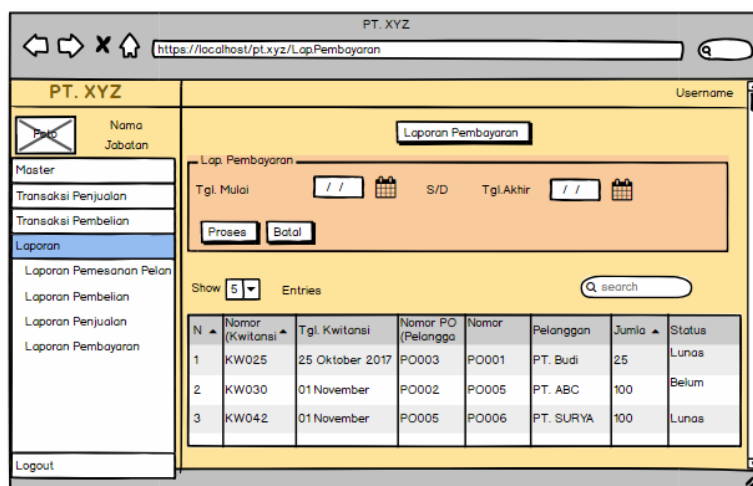 PT. XYZ
https://localhost/pt.xyz/Lap.Pembayaran
PT. XYZ
Username
Foto
Nama
Jabatan
Master
Transaksi Penjualan
Transaksi Pembelian
Laporan
Laporan Pemesanan Pelan
Laporan Pembelian
Laporan Penjualan
Laporan Pembayaran
Logout
Laporan Pembayaran
Lap. Pembayaran
Tgl. Mulai / / S/D Tgl.Akhir / /
Proses Batal
Show 5 Entries search
N Nomor (Kwitansi Tgl. Kwitansi Nomor PO (Pelangga Nomor Pelanggan Jumla Status
1 KW025 25 Oktober 2017 PO003 PO001 PT. Budi 25 Lunas
2 KW030 01 November PO002 PO005 PT. ABC 100 Belum
3 KW042 01 November PO005 PO006 PT. SURYA 100 Lunas